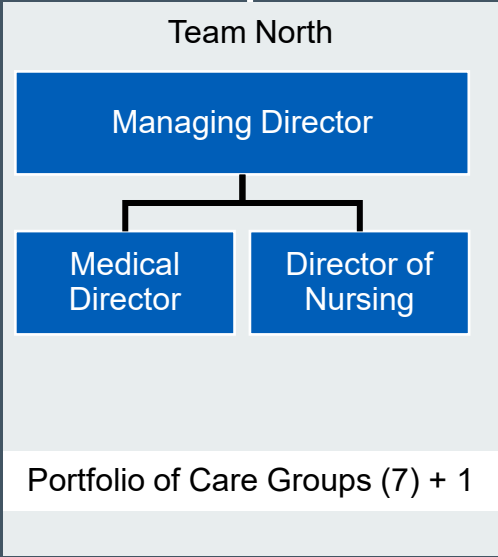 Team North
Managing Director
Medical
Director
Director of
Nursing
Portfolio of Care Groups (7) + 1